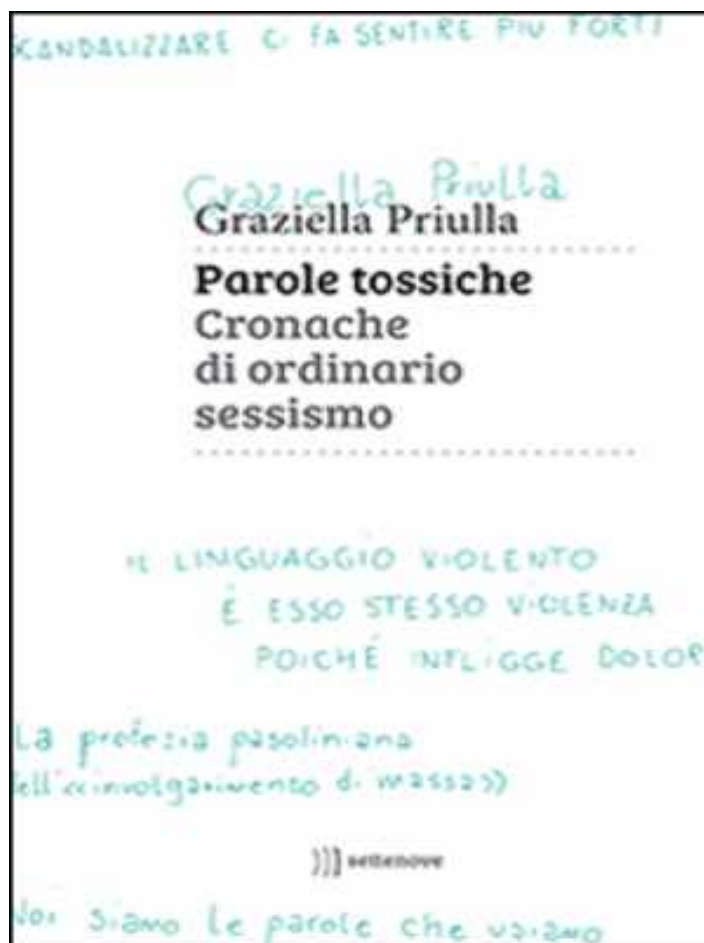 SCANDALIZZARE CI FA SENTIRE PIÙ FORTI
Graziella Priulla
Graziella Priulla
Parole tossiche
Cronache
di ordinario
sessismo
IL LINGUAGGIO VIOLENTO
È ESSO STESSO VIOLENZA
POICHÉ INFLIGGE DOLOR
La profezia pasoliniana
dell'«involgarimento di massa»
)))] settenove
Noi siamo le parole che usiamo